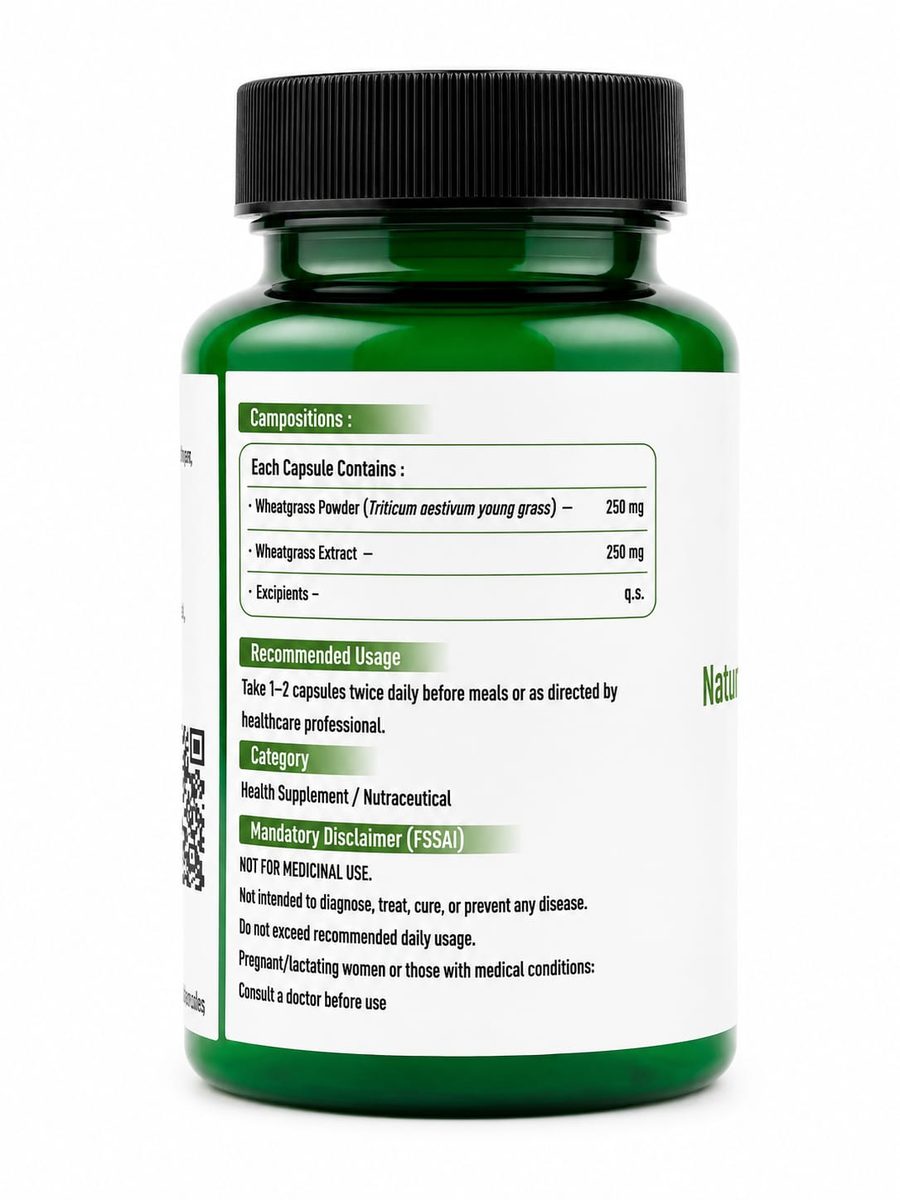 Campositions :
Each Capsule Contains :
· Wheatgrass Powder (Triticum aestivum young grass) — 250 mg
· Wheatgrass Extract — 250 mg
· Excipients – q.s.
Recommended Usage
Take 1–2 capsules twice daily before meals or as directed by
healthcare professional.
Category
Health Supplement / Nutraceutical
Mandatory Disclaimer (FSSAI)
NOT FOR MEDICINAL USE.
Not intended to diagnose, treat, cure, or prevent any disease.
Do not exceed recommended daily usage.
Pregnant/lactating women or those with medical conditions:
Consult a doctor before use
Natur